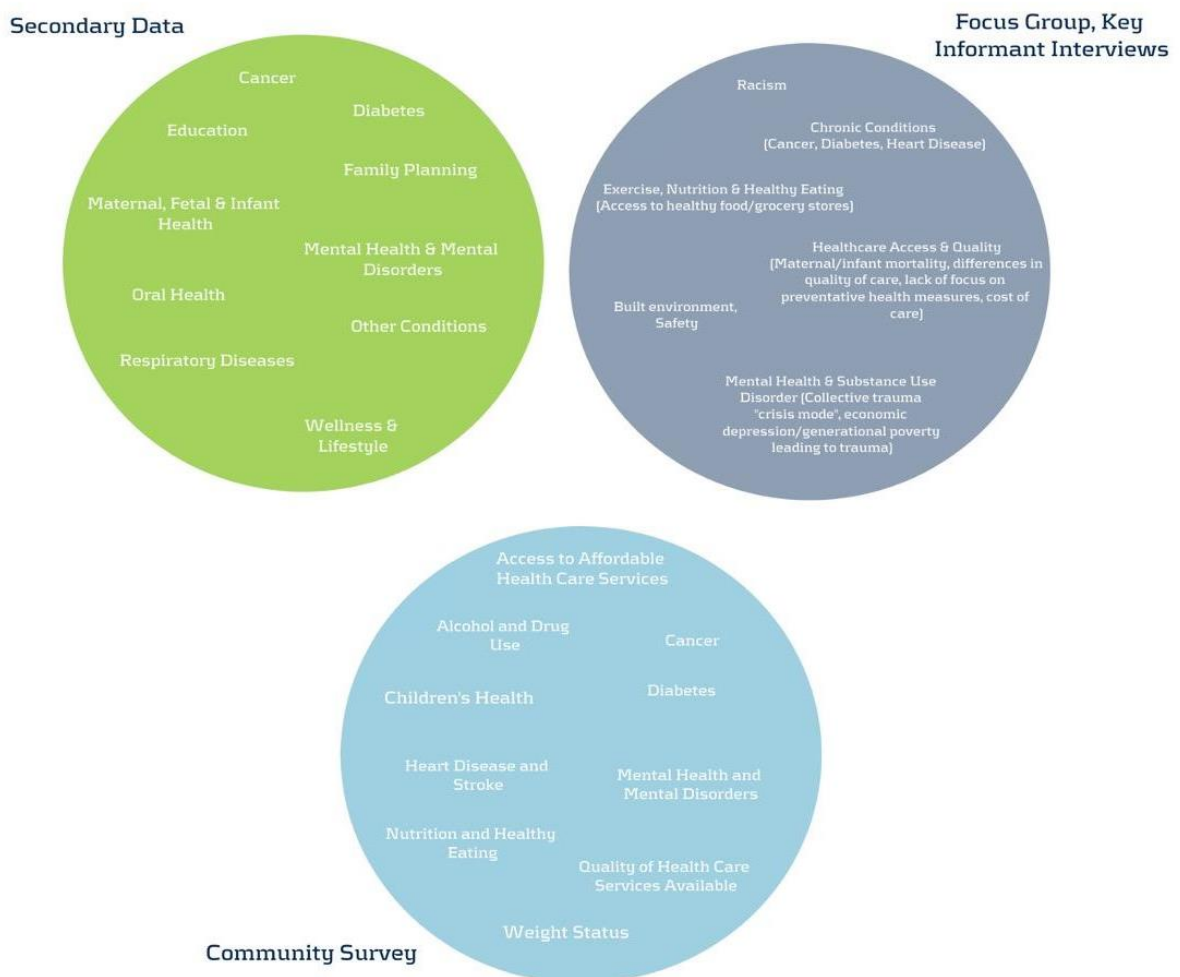 Secondary Data
Cancer
Diabetes
Education
Family Planning
Maternal, Fetal & Infant
Health
Mental Health & Mental
Disorders
Oral Health
Other Conditions
Respiratory Diseases
Wellness &
Lifestyle
Focus Group, Key
Informant Interviews
Racism
Chronic Conditions
(Cancer, Diabetes, Heart Disease)
Exercise, Nutrition & Healthy Eating
(Access to healthy food/grocery stores)
Healthcare Access & Quality
(Maternal/infant mortality, differences in
quality of care, lack of focus on
preventative health measures, cost of
care)
Built environment,
Safety
Mental Health & Substance Use
Disorder (Collective trauma
"crisis mode", economic
depression/generational poverty
leading to trauma)
Access to Affordable
Health Care Services
Alcohol and Drug
Use
Cancer
Children's Health
Diabetes
Heart Disease and
Stroke
Mental Health and
Mental Disorders
Nutrition and Healthy
Eating
Quality of Health Care
Services Available
Weight Status
Community Survey